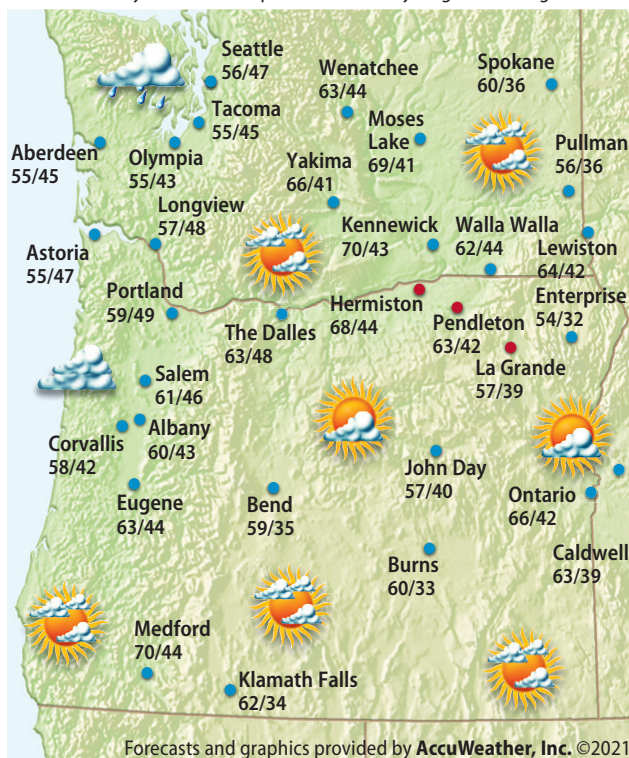 Seattle
56/47
Wenatchee
63/44
Spokane
60/36
Tacoma
55/45
Moses
Lake
69/41
Pullman
56/36
Aberdeen
55/45
Olympia
55/43
Yakima
66/41
Longview
57/48
Kennewick
70/43
Walla Walla
62/44
Lewiston
64/42
Astoria
55/47
Portland
59/49
The Dalles
63/48
Hermiston
68/44
Pendleton
63/42
Enterprise
54/32
La Grande
57/39
Salem
61/46
Albany
60/43
Corvallis
58/42
Eugene
63/44
Bend
59/35
John Day
57/40
Ontario
66/42
Burns
60/33
Caldwell
63/39
Medford
70/44
Klamath Falls
62/34
Forecasts and graphics provided by AccuWeather, Inc. ©2021